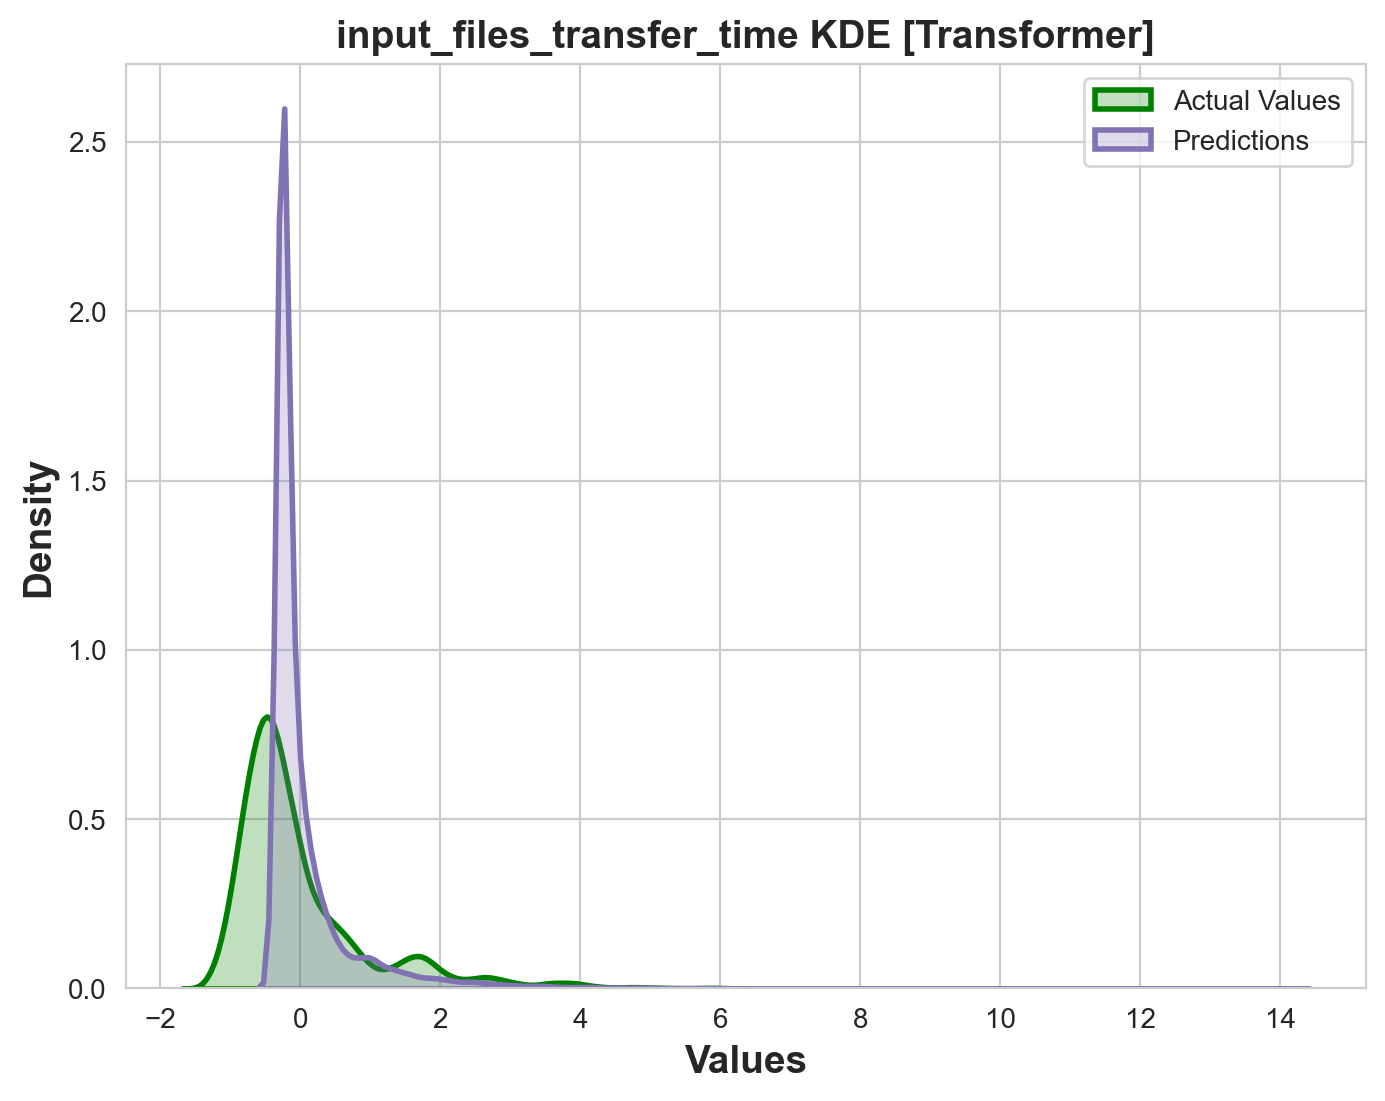 input_files_transfer_time KDE [Transformer]
Actual Values
Predictions
Density
2.5
2.0
1.5
1.0
0.5
0.0
−2 0 2 4 6 8 10 12 14
Values